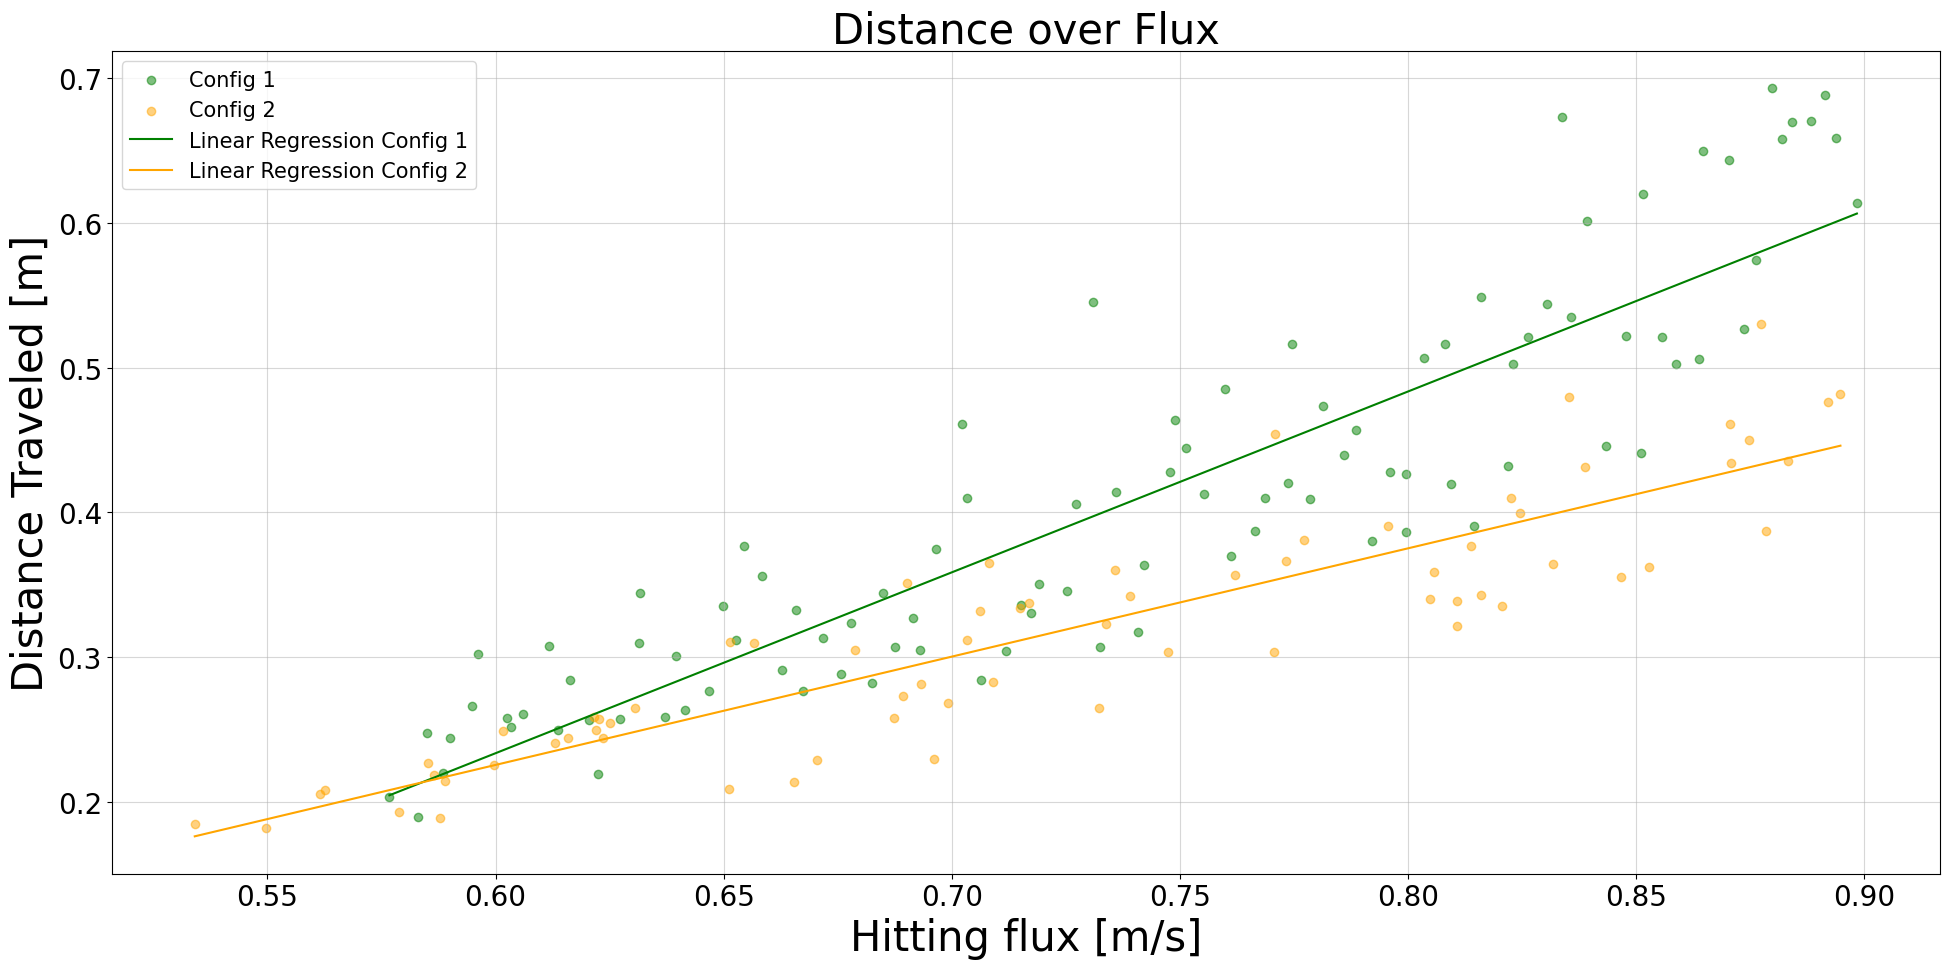 Distance over Flux
Config 1
Config 2
Linear Regression Config 1
Linear Regression Config 2
Distance Traveled [m]
0.7
0.6
0.5
0.4
0.3
0.2
0.55 0.60 0.65 0.70 0.75 0.80 0.85 0.90
Hitting flux [m/s]